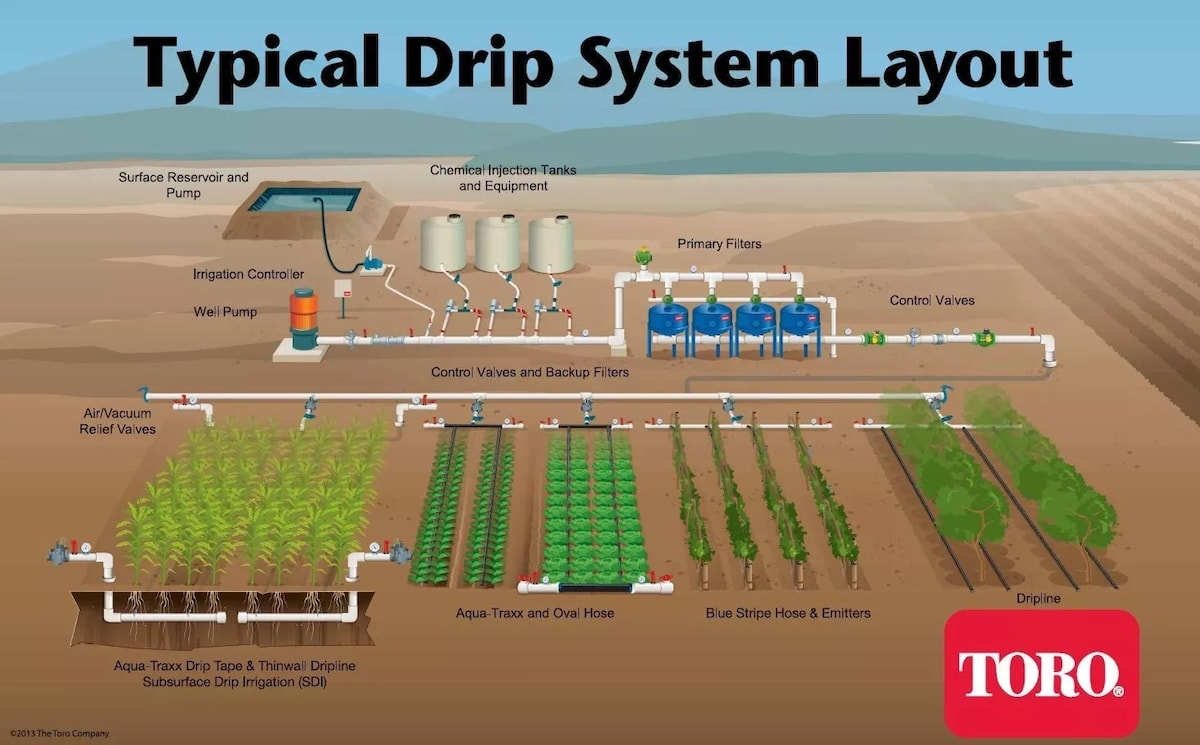 Typical Drip System Layout
Surface Reservoir and
Pump
Chemical Injection Tanks
and Equipment
Primary Filters
Irrigation Controller
Well Pump
Control Valves
Control Valves and Backup Filters
Air/Vacuum
Relief Valves
Aqua-Traxx and Oval Hose
Blue Stripe Hose & Emitters
Dripline
Aqua-Traxx Drip Tape & Thinwall Dripline
Subsurface Drip Irrigation (SDI)
TORO®
©2013 The Toro Company